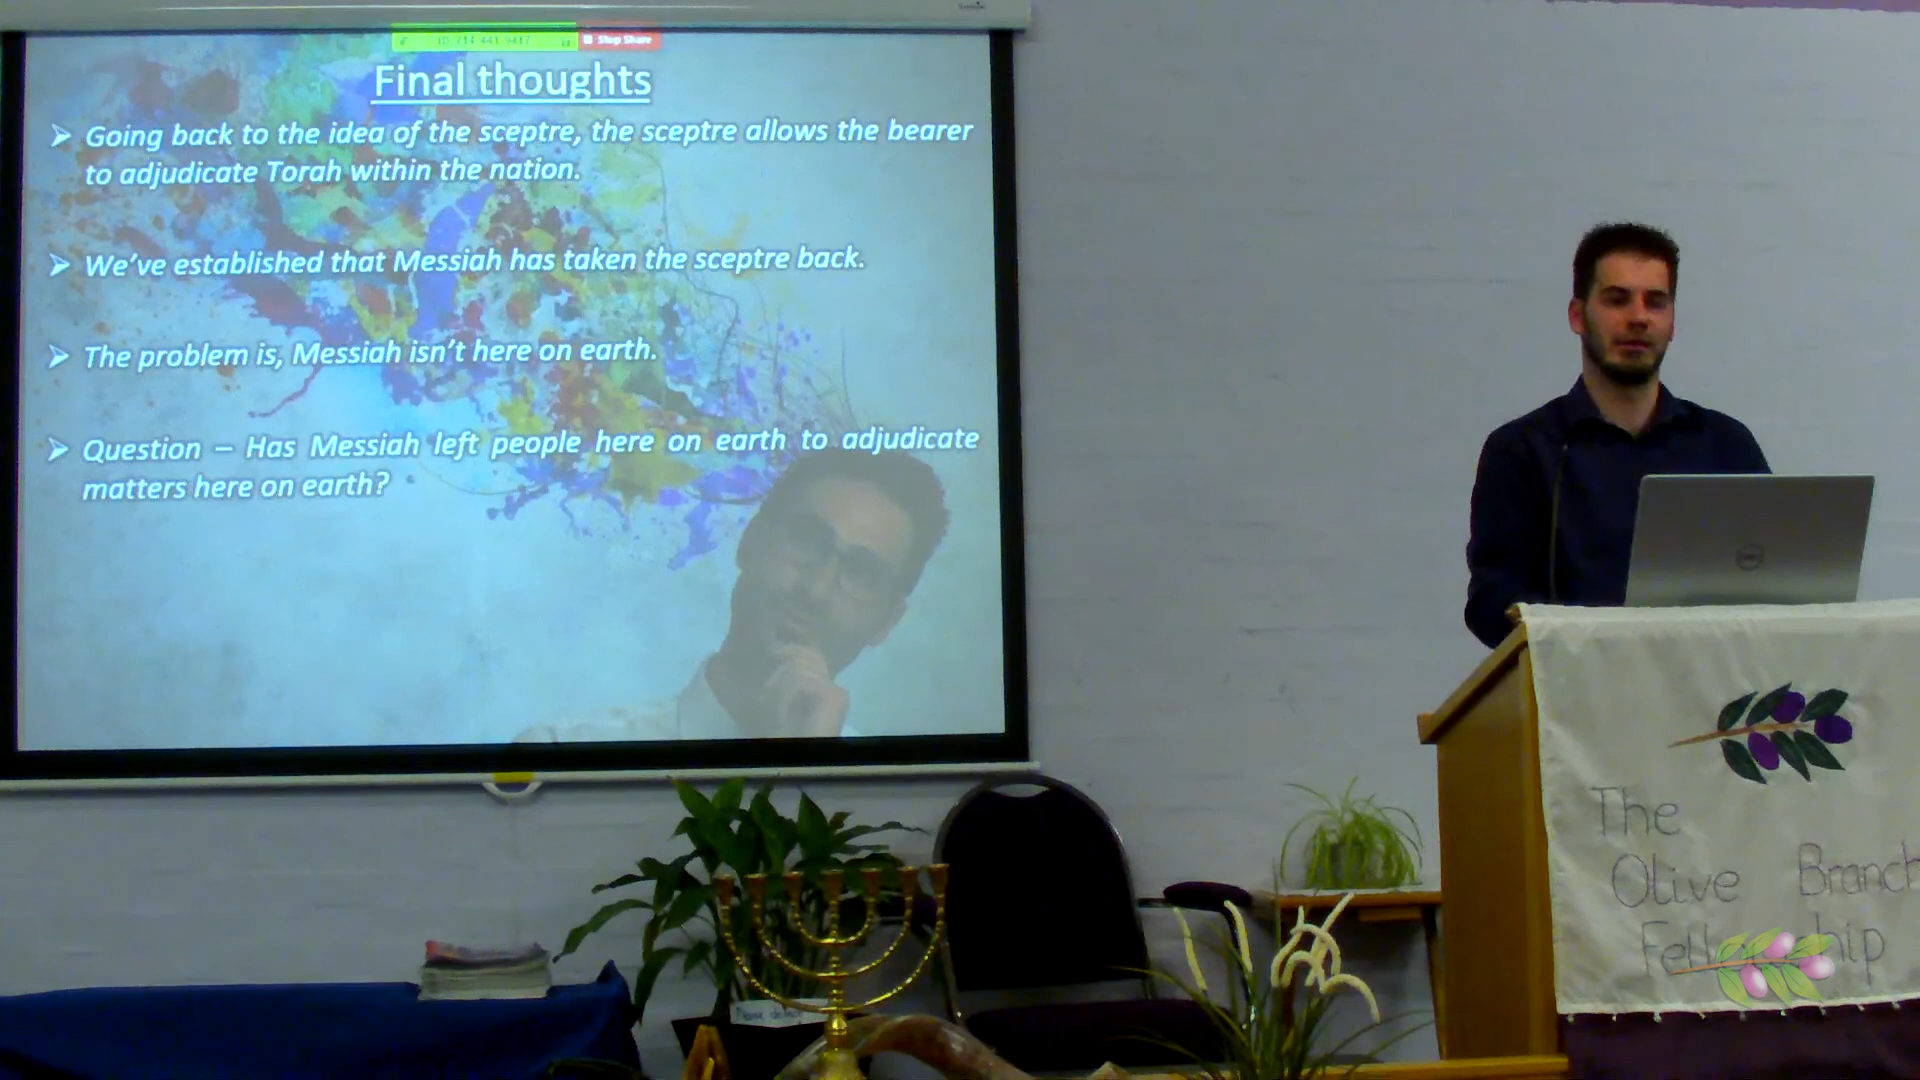 Stop Share
Final thoughts
➢ Going back to the idea of the sceptre, the sceptre allows the bearer
to adjudicate Torah within the nation.
➢ We've established that Messiah has taken the sceptre back.
➢ The problem is, Messiah isn't here on earth.
➢ Question – Has Messiah left people here on earth to adjudicate
matters here on earth?
DELL
The
Olive Branch
Fellowship